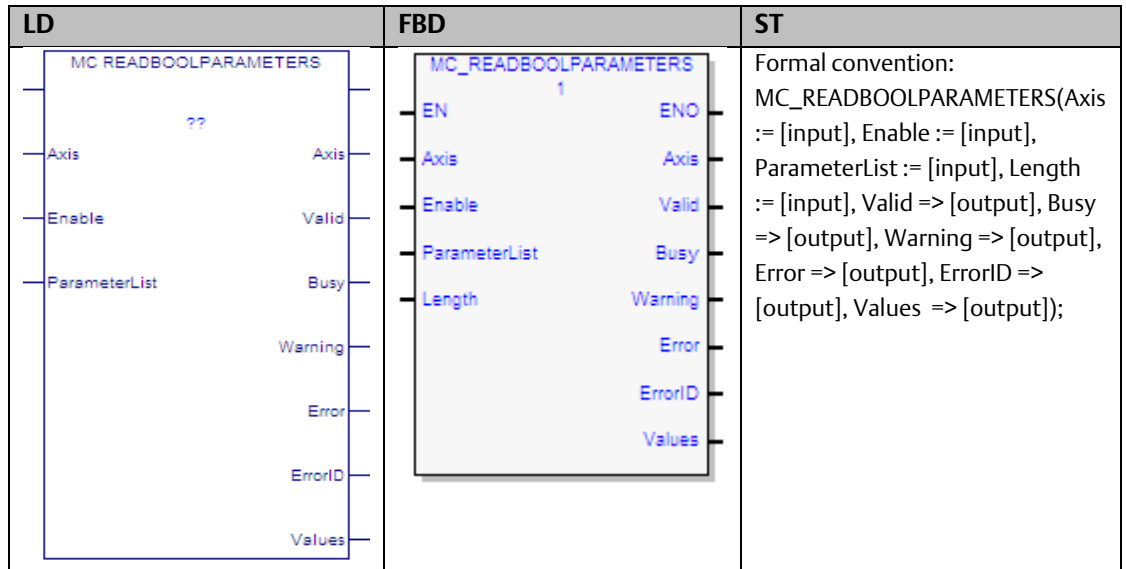 LD
FBD
ST
MC READBOOLPARAMETERS
??
Axis
Axis
Enable
Valid
ParameterList
Busy
Warning
Error
ErrorID
Values
MC_READBOOLPARAMETERS
1
EN
ENO
Axis
Axis
Enable
Valid
ParameterList
Busy
Length
Warning
Error
ErrorID
Values
Formal convention:
MC_READBOOLPARAMETERS(Axis
:= [input], Enable := [input],
ParameterList := [input], Length
:= [input], Valid => [output], Busy
=> [output], Warning => [output],
Error => [output], ErrorID =>
[output], Values => [output]);